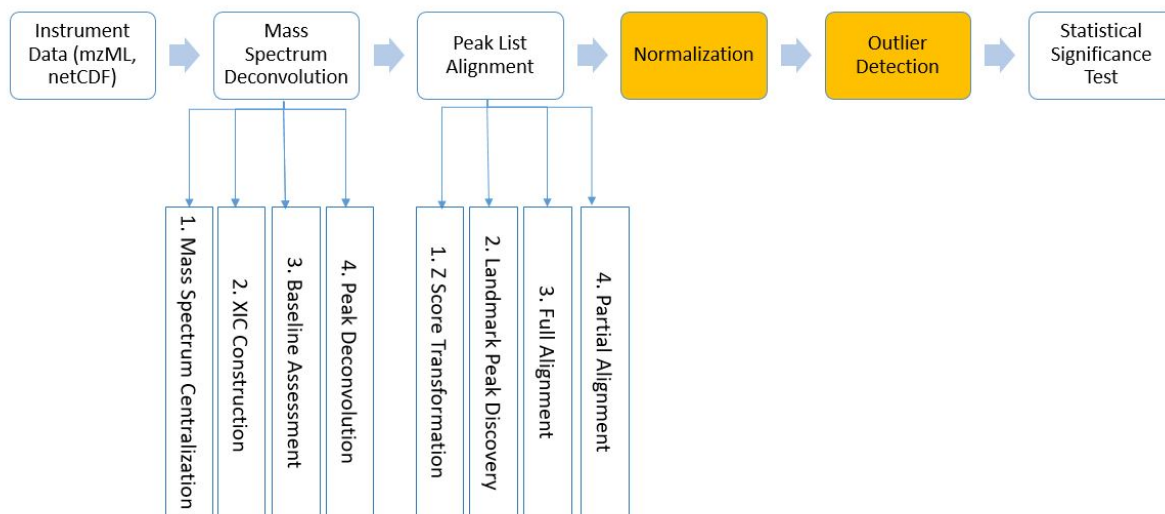 Instrument
Data (mzML,
netCDF)
Mass
Spectrum
Deconvolution
Peak List
Alignment
Normalization
Outlier
Detection
Statistical
Significance
Test
1. Mass Spectrum Centralization
2. XIC Construction
3. Baseline Assessment
4. Peak Deconvolution
1. Z Score Transformation
2. Landmark Peak Discovery
3. Full Alignment
4. Partial Alignment